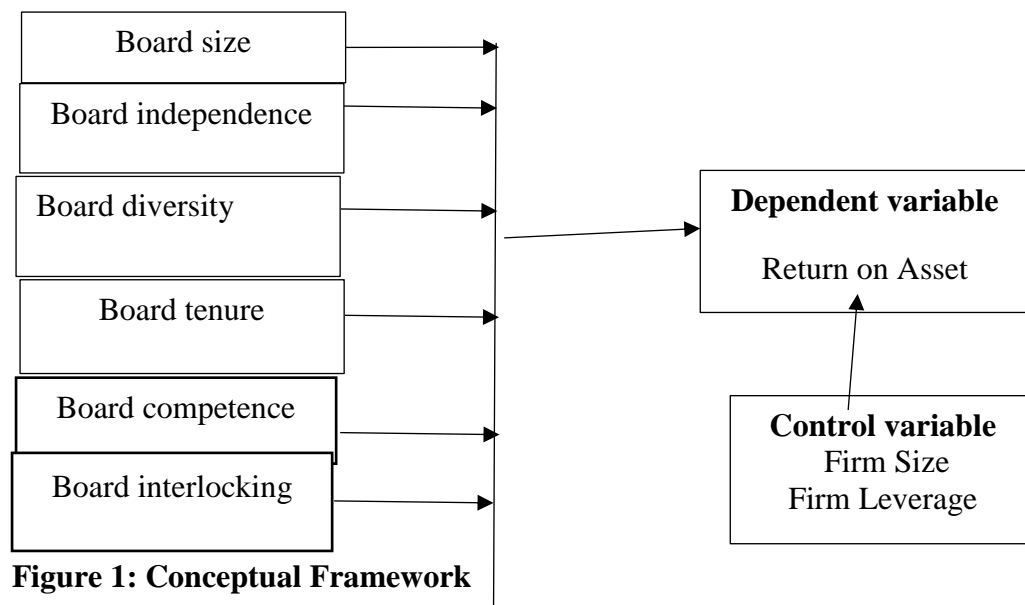 Board size
Board independence
Board diversity
Board tenure
Board competence
Board interlocking
Dependent variable
Return on Asset
Control variable
Firm Size
Firm Leverage
Figure 1: Conceptual Framework